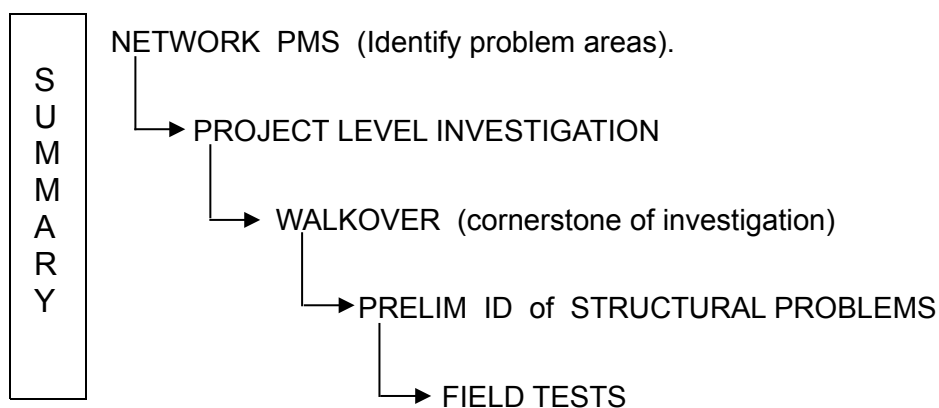 SUMMARY
NETWORK PMS (Identify problem areas).
PROJECT LEVEL INVESTIGATION
WALKOVER (cornerstone of investigation)
PRELIM ID of STRUCTURAL PROBLEMS
FIELD TESTS